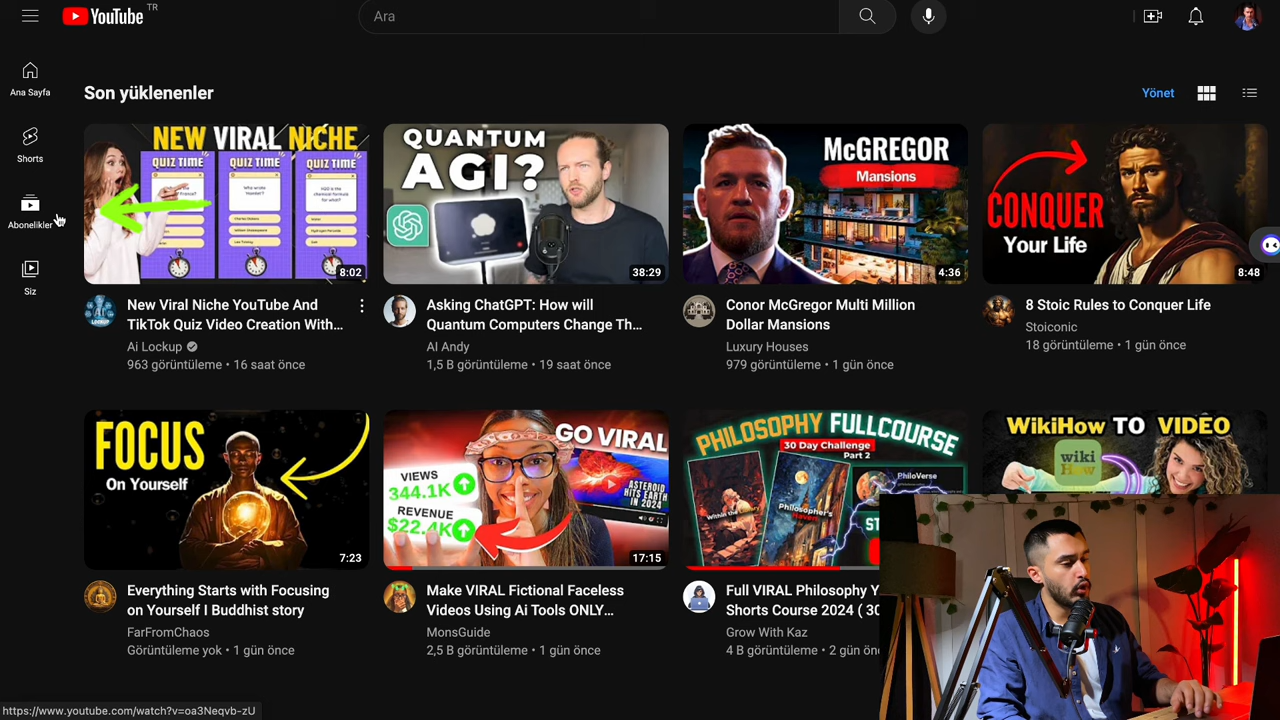 YouTube TR
Ara
Ana Sayfa
Shorts
Abonelikler
Siz
Son yüklenenler
Yönet
NEW VIRAL NICHE
QUIZ TIME
QUIZ TIME
QUIZ TIME
8:02
New Viral Niche YouTube And
TikTok Quiz Video Creation With...
Ai Lockup
963 görüntüleme • 16 saat önce
QUANTUM
AGI?
38:29
Asking ChatGPT: How will
Quantum Computers Change Th...
AI Andy
1,5 B görüntüleme • 19 saat önce
McGREGOR
Mansions
4:36
Conor McGregor Multi Million
Dollar Mansions
Luxury Houses
979 görüntüleme • 1 gün önce
CONQUER
Your Life
8:48
8 Stoic Rules to Conquer Life
Stoiconic
18 görüntüleme • 1 gün önce
FOCUS
On Yourself
7:23
Everything Starts with Focusing
on Yourself I Buddhist story
FarFromChaos
Görüntüleme yok • 1 gün önce
GO VIRAL
VIEWS
344.1K
REVENUE
$22.4K
ASTEROID
HITS EARTH
IN 2024
17:15
Make VIRAL Fictional Faceless
Videos Using Ai Tools ONLY...
MonsGuide
2,5 B görüntüleme • 1 gün önce
PHILOSOPHY FULLCOURSE
30 Day Challenge
Part 2
PhiloVerse
Full VIRAL Philosophy Y
Shorts Course 2024 ( 30
Grow With Kaz
4 B görüntüleme • 2 gün ön
WikiHow TO VIDEO
wiki
https://www.youtube.com/watch?v=oa3Neqvb-zU